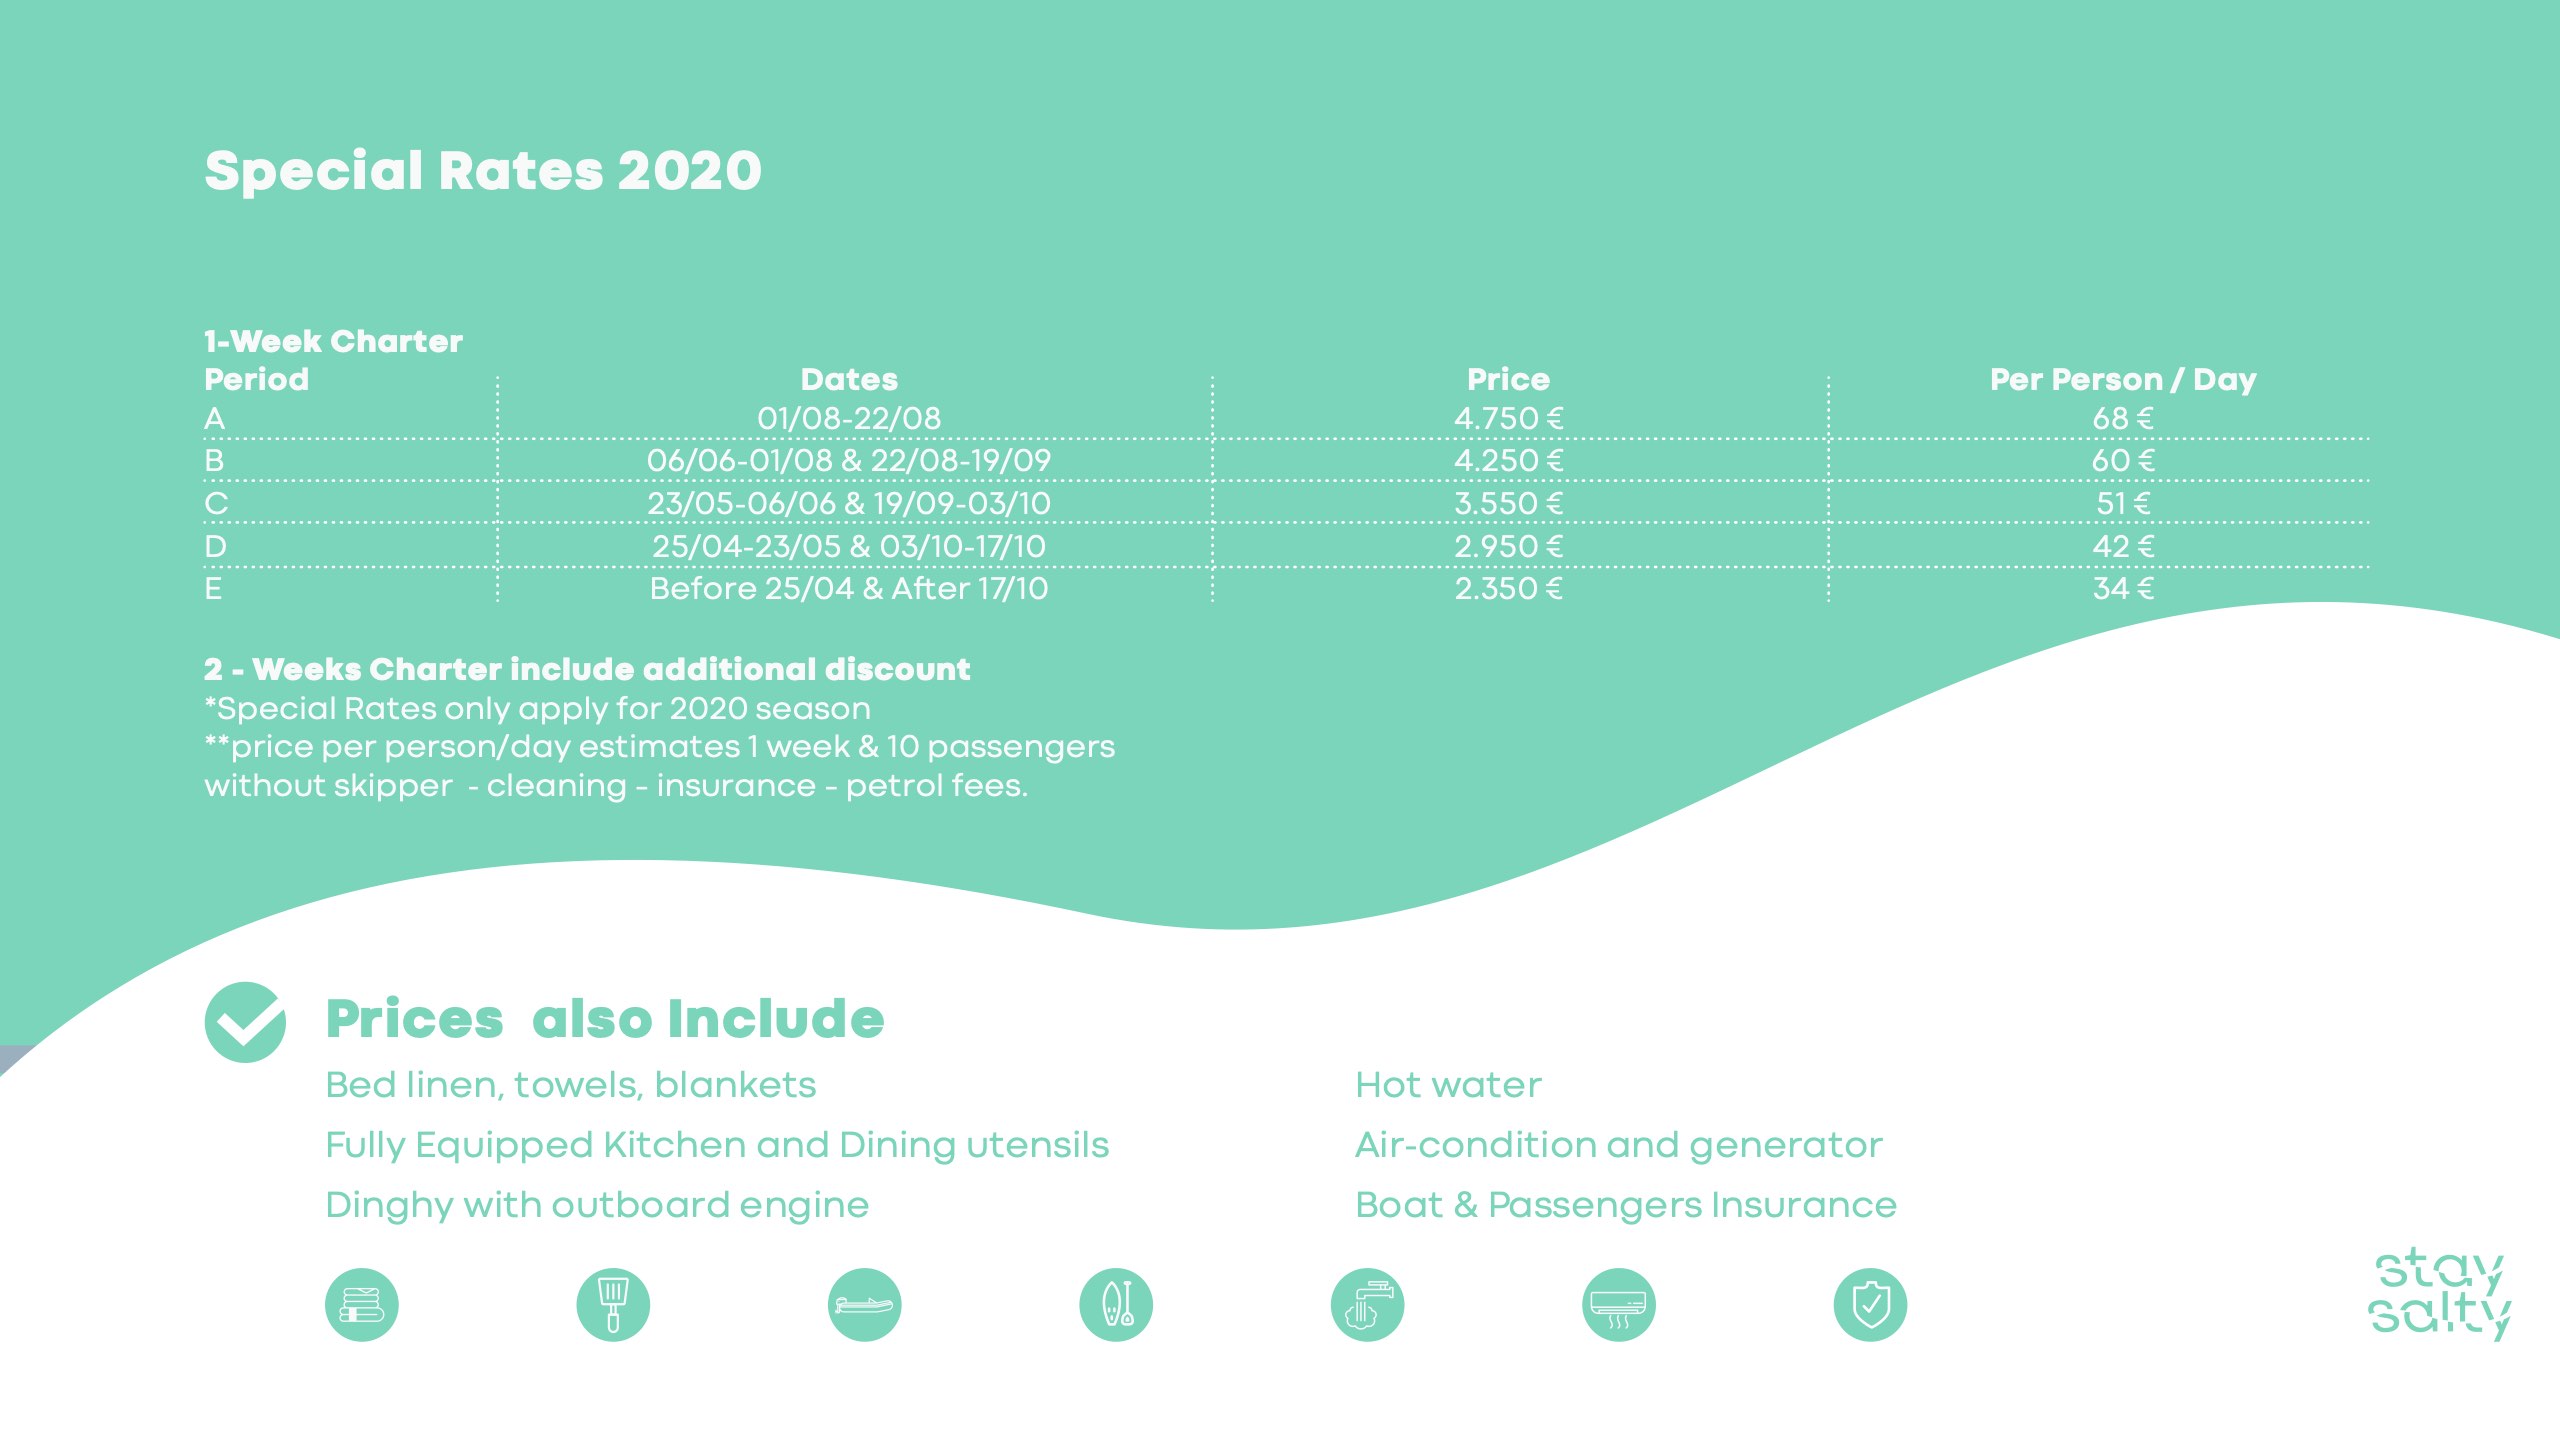 Special Rates 2020
1-Week Charter
Period Dates Price Per Person / Day
A 01/08-22/08 4.750 € 68 €
B 06/06-01/08 & 22/08-19/09 4.250 € 60 €
C 23/05-06/06 & 19/09-03/10 3.550 € 51 €
D 25/04-23/05 & 03/10-17/10 2.950 € 42 €
E Before 25/04 & After 17/10 2.350 € 34 €
2 - Weeks Charter include additional discount
*Special Rates only apply for 2020 season
**price per person/day estimates 1 week & 10 passengers
without skipper - cleaning - insurance - petrol fees.
Prices also Include
Bed linen, towels, blankets
Fully Equipped Kitchen and Dining utensils
Dinghy with outboard engine
Hot water
Air-condition and generator
Boat & Passengers Insurance
stay
salty